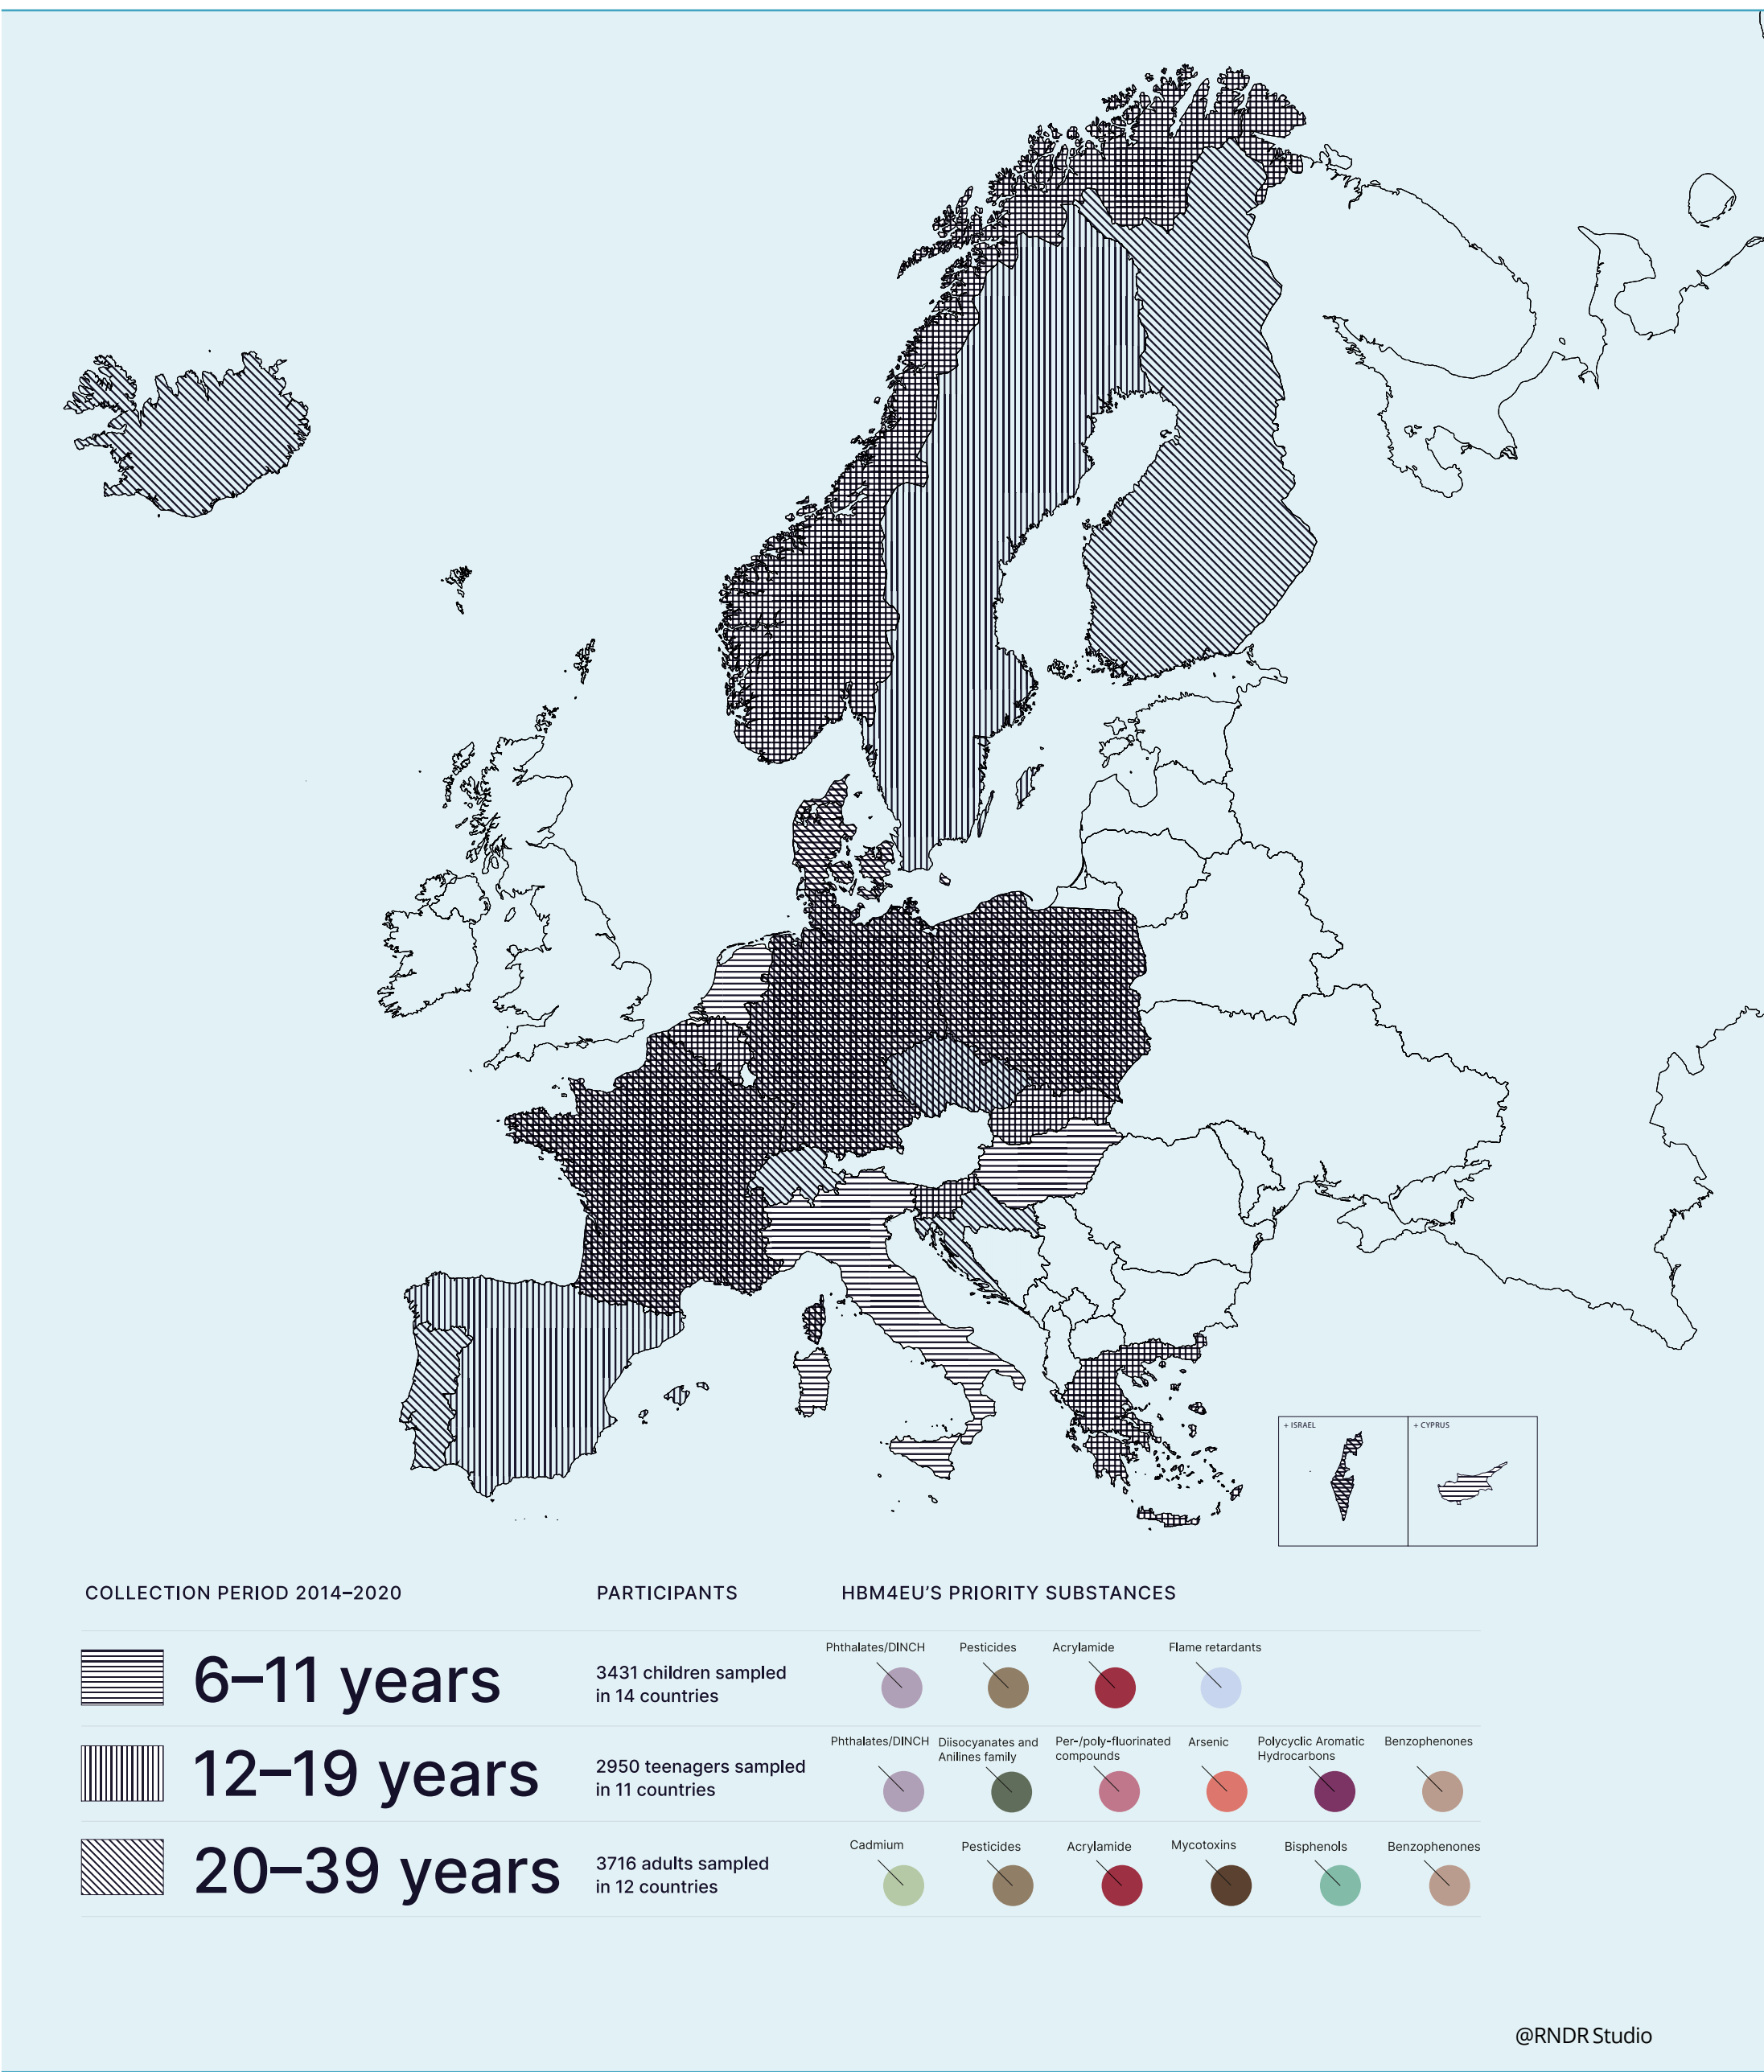 + ISRAEL
+ CYPRUS
COLLECTION PERIOD 2014–2020
PARTICIPANTS
HBM4EU’S PRIORITY SUBSTANCES
6–11 years
3431 children sampled
in 14 countries
Phthalates/DINCH
Pesticides
Acrylamide
Flame retardants
12–19 years
2950 teenagers sampled
in 11 countries
Phthalates/DINCH
Diisocyanates and
Anilines family
Per-/poly-fluorinated
compounds
Arsenic
Polycyclic Aromatic
Hydrocarbons
Benzophenones
20–39 years
3716 adults sampled
in 12 countries
Cadmium
Pesticides
Acrylamide
Mycotoxins
Bisphenols
Benzophenones
@RNDR Studio